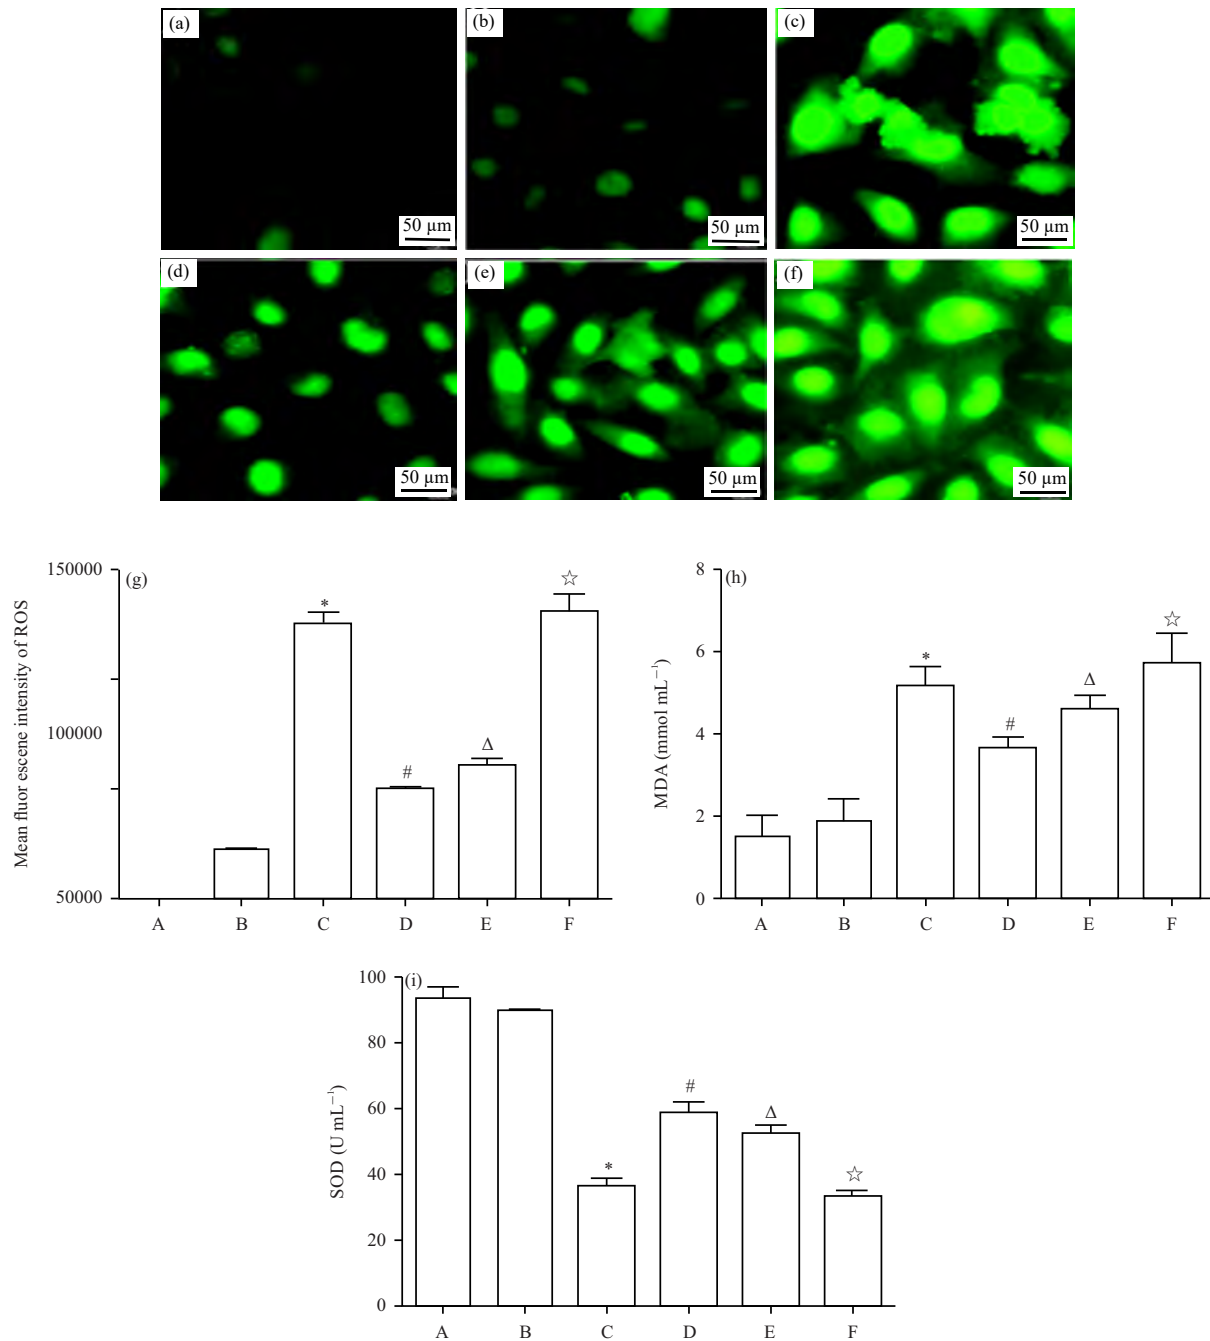 (a)
50 µm
(b)
50 µm
(c)
50 µm
(d)
50 µm
(e)
50 µm
(f)
50 µm
(g)
Mean fluor escene intensity of ROS
150000
100000
50000
*
#
Δ
☆
A B C D E F
(h)
MDA (mmol mL⁻¹)
8
6
4
2
0
*
#
Δ
☆
A B C D E F
(i)
SOD (U mL⁻¹)
100
80
60
40
20
0
*
#
Δ
☆
A B C D E F